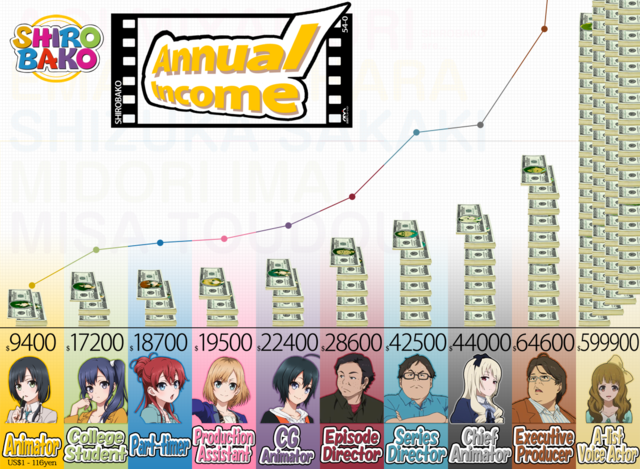 SHIRO
BAKO
Annual
income
SHIROBAKO
54-0
SHIZUKA SAKAKI
MIDORI IMAI
MISA TOUDOU
$9400
$17200
$18700
$19500
$22400
$28600
$42500
$44000
$64600
$599900
Animator
College
Student
Part-timer
Production
Assistant
CG
Animator
Episode
Director
Series
Director
Chief
Animator
Executive
Producer
A-list
Voice Actor
US$1 - 116yen